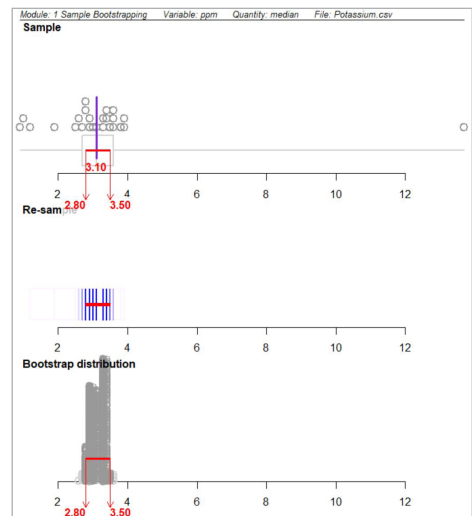 Module: 1 Sample Bootstrapping Variable: ppm Quantity: median File: Potassium.csv
Sample
3.10
2 4 6 8 10 12
2.80 3.50
Re-sample
2 4 6 8 10 12
Bootstrap distribution
2 4 6 8 10 12
2.80 3.50